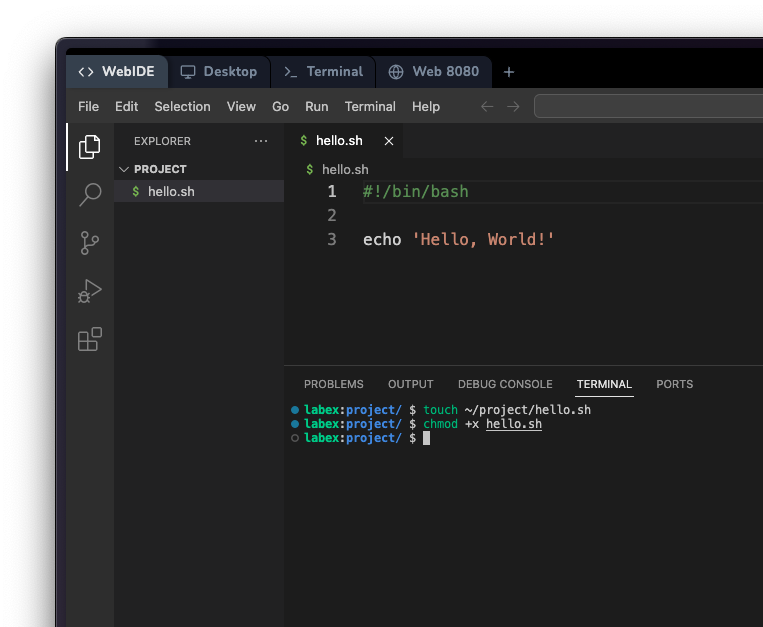 WebIDE Desktop Terminal Web 8080
File Edit Selection View Go Run Terminal Help
EXPLORER
PROJECT
$ hello.sh
$ hello.sh
$ hello.sh
1 #!/bin/bash
2
3 echo 'Hello, World!'
PROBLEMS OUTPUT DEBUG CONSOLE TERMINAL PORTS
labex:project/ $ touch ~/project/hello.sh
labex:project/ $ chmod +x hello.sh
labex:project/ $